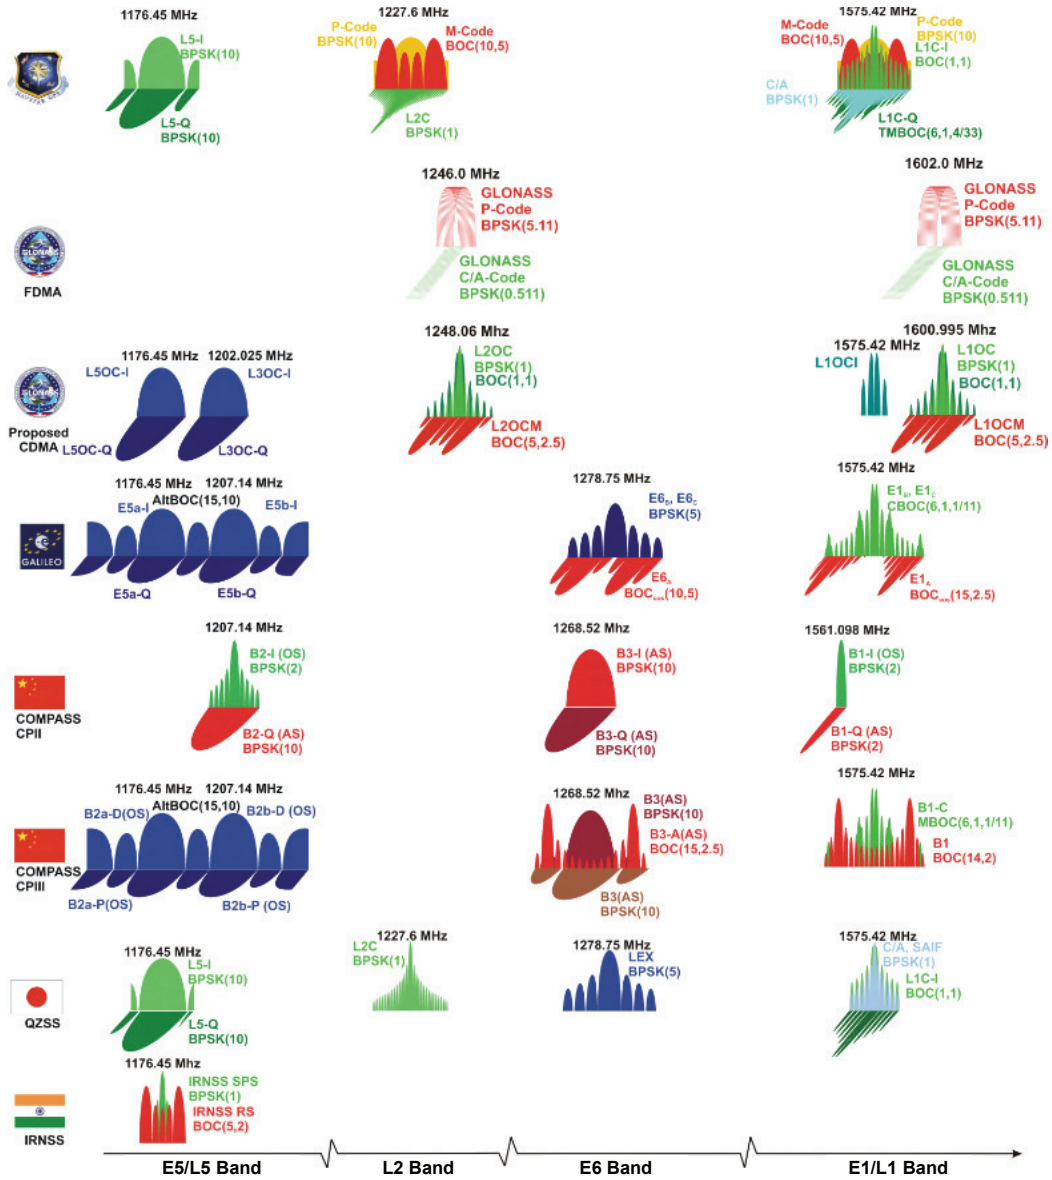 1176.45 MHz
L5-I
BPSK(10)
L5-Q
BPSK(10)
1227.6 MHz
P-Code
BPSK(10)
M-Code
BOC(10,5)
L2C
BPSK(1)
1575.42 MHz
M-Code
BOC(10,5)
P-Code
BPSK(10)
L1C-I
BOC(1,1)
C/A
BPSK(1)
L1C-Q
TMBOC(6,1,4/33)
NAVSTAR GPS
GLONASS
FDMA
1246.0 MHz
GLONASS
P-Code
BPSK(5.11)
GLONASS
C/A-Code
BPSK(0.511)
1602.0 MHz
GLONASS
P-Code
BPSK(5.11)
GLONASS
C/A-Code
BPSK(0.511)
GLONASS
Proposed
CDMA
1176.45 MHz
1202.025 MHz
L5OC-I
L3OC-I
L5OC-Q
L3OC-Q
1248.06 MHz
L2OC
BPSK(1)
BOC(1,1)
L2OCM
BOC(5,2.5)
1575.42 MHz
L1OCI
1600.995 Mhz
L1OC
BPSK(1)
BOC(1,1)
L1OCM
BOC(5,2.5)
GALILEO
1176.45 MHz
1207.14 MHz
AltBOC(15,10)
E5a-I
E5b-I
E5a-Q
E5b-Q
1278.75 MHz
E6B, E6C
BPSK(5)
E6A
BOCcos(10,5)
1575.42 MHz
E1B, E1C
CBOC(6,1,1/11)
E1A
BOCcos(15,2.5)
COMPASS
CPII
1207.14 MHz
B2-I (OS)
BPSK(2)
B2-Q (AS)
BPSK(10)
1268.52 Mhz
B3-I (AS)
BPSK(10)
B3-Q (AS)
BPSK(10)
1561.098 MHz
B1-I (OS)
BPSK(2)
B1-Q (AS)
BPSK(2)
COMPASS
CPIII
1176.45 MHz
1207.14 MHz
AltBOC(15,10)
B2a-D(OS)
B2b-D (OS)
B2a-P(OS)
B2b-P (OS)
1268.52 Mhz
B3(AS)
BPSK(10)
B3-A(AS)
BOC(15,2.5)
B3(AS)
BPSK(10)
1575.42 MHz
B1-C
MBOC(6,1,1/11)
B1
BOC(14,2)
QZSS
1176.45 MHz
L5-I
BPSK(10)
L5-Q
BPSK(10)
1227.6 MHz
L2C
BPSK(1)
1278.75 MHz
LEX
BPSK(5)
1575.42 MHz
C/A, SAIF
BPSK(1)
L1C-I
BOC(1,1)
IRNSS
1176.45 Mhz
IRNSS SPS
BPSK(1)
IRNSS RS
BOC(5,2)
E5/L5 Band
L2 Band
E6 Band
E1/L1 Band